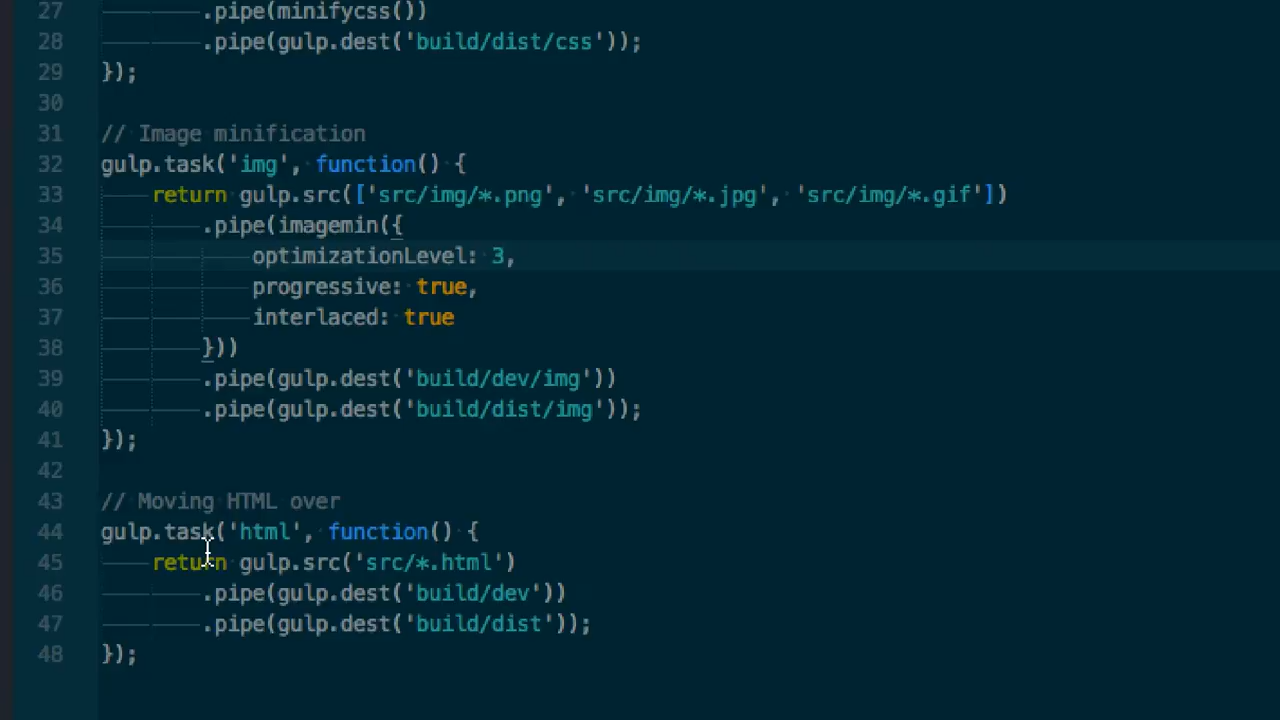 27 .pipe(minifycss())
28 .pipe(gulp.dest('build/dist/css'));
29 });
30
31 // Image minification
32 gulp.task('img', function() {
33 return gulp.src(['src/img/*.png', 'src/img/*.jpg', 'src/img/*.gif'])
34 .pipe(imagemin({
35 optimizationLevel: 3,
36 progressive: true,
37 interlaced: true
38 }))
39 .pipe(gulp.dest('build/dev/img'))
40 .pipe(gulp.dest('build/dist/img'));
41 });
42
43 // Moving HTML over
44 gulp.task('html', function() {
45 return gulp.src('src/*.html')
46 .pipe(gulp.dest('build/dev'))
47 .pipe(gulp.dest('build/dist'));
48 });